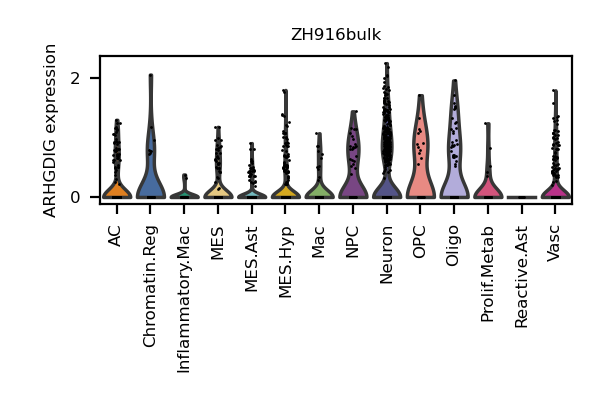 ZH916bulk
ARHGDIG expression
2
0
AC
Chromatin.Reg
Inflammatory.Mac
MES
MES.Ast
MES.Hyp
Mac
NPC
Neuron
OPC
Oligo
Prolif.Metab
Reactive.Ast
Vasc